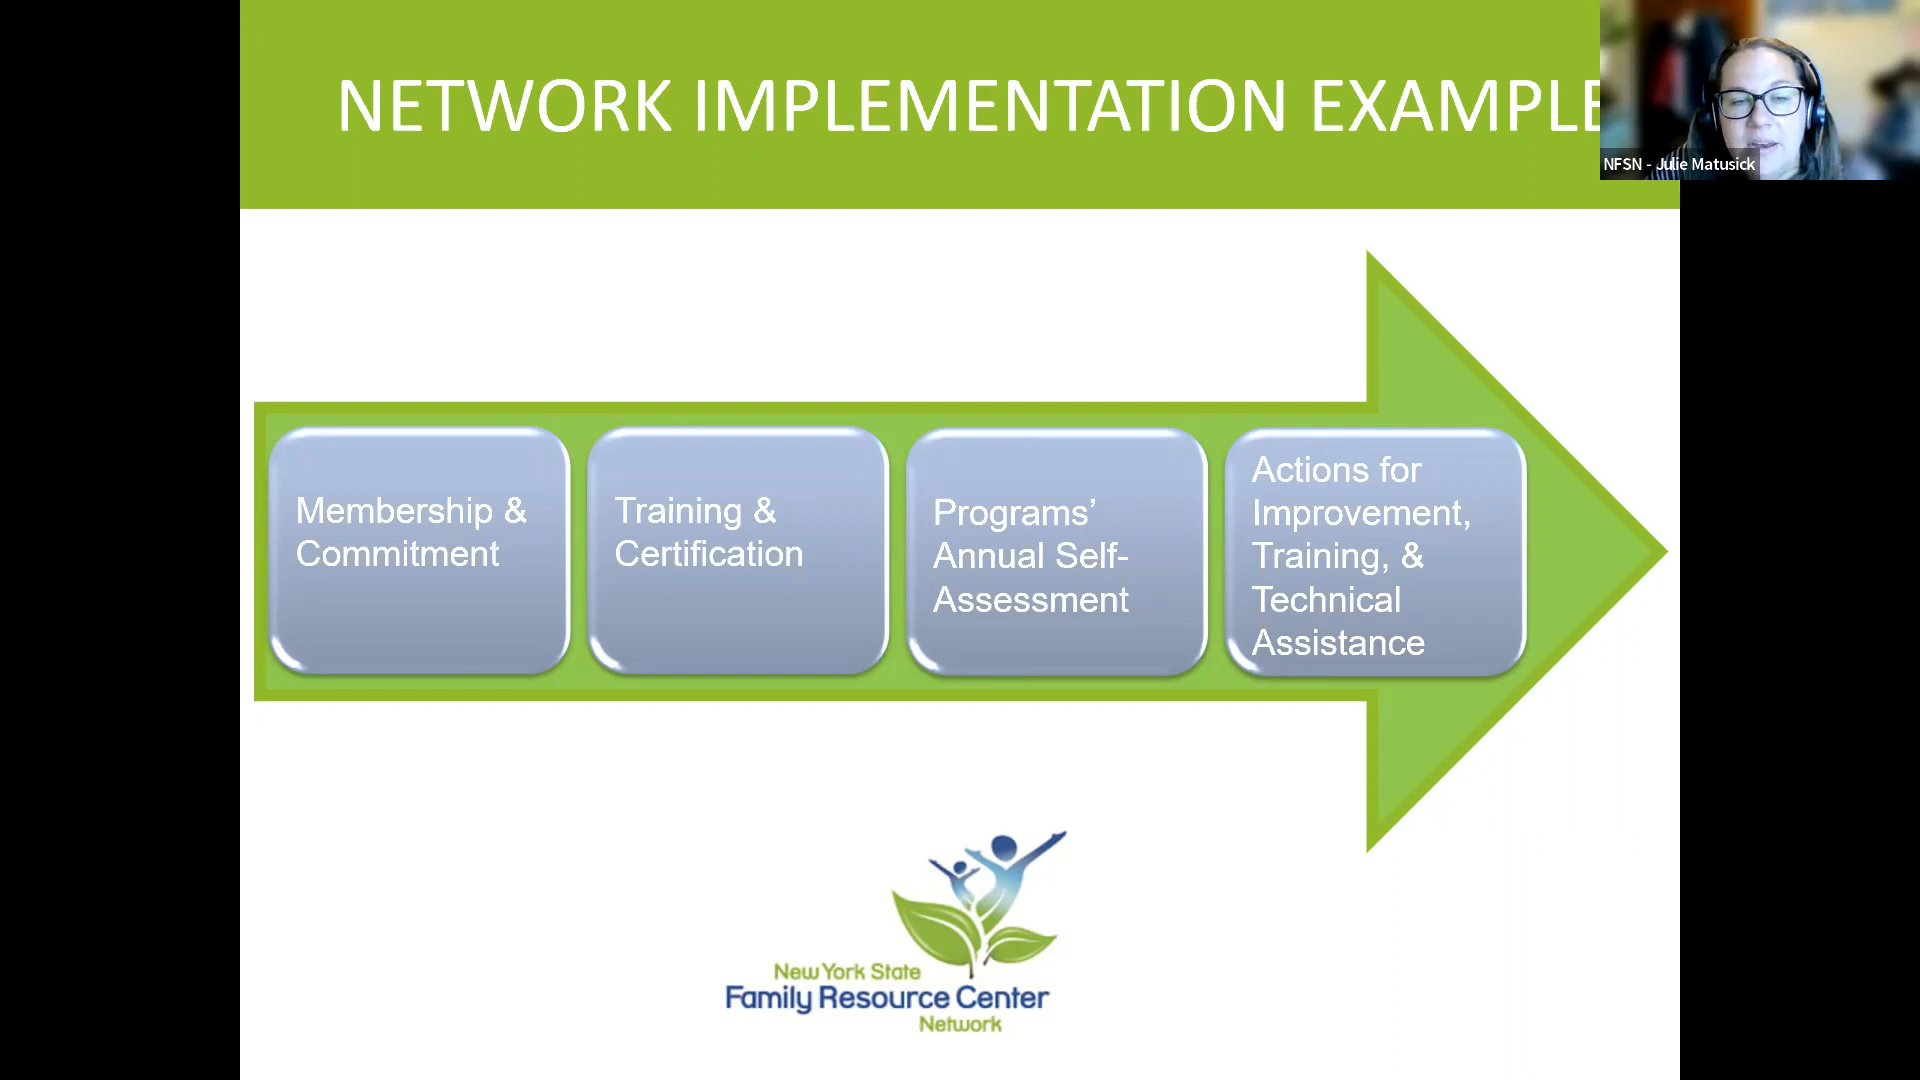 NETWORK IMPLEMENTATION EXAMPLE
NFSN - Julie Matusick
Membership &
Commitment
Training &
Certification
Programs’
Annual Self-
Assessment
Actions for
Improvement,
Training, &
Technical
Assistance
New York State
Family Resource Center
Network